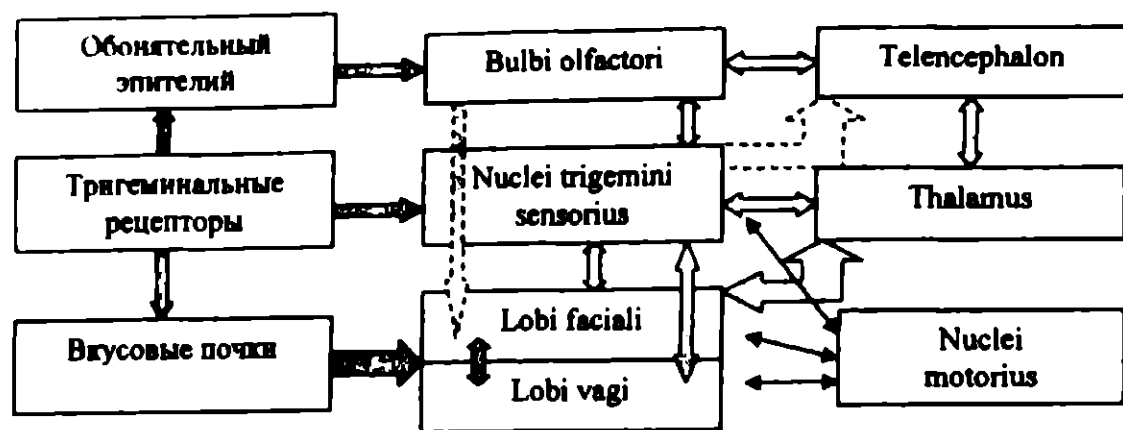 Обонятельный
эпителий
Bulbi olfactori
Telencephalon
Тригеминальные
рецепторы
Nuclei trigemini
sensorius
Thalamus
Вкусовые почки
Lobi faciali
Lobi vagi
Nuclei
motorius